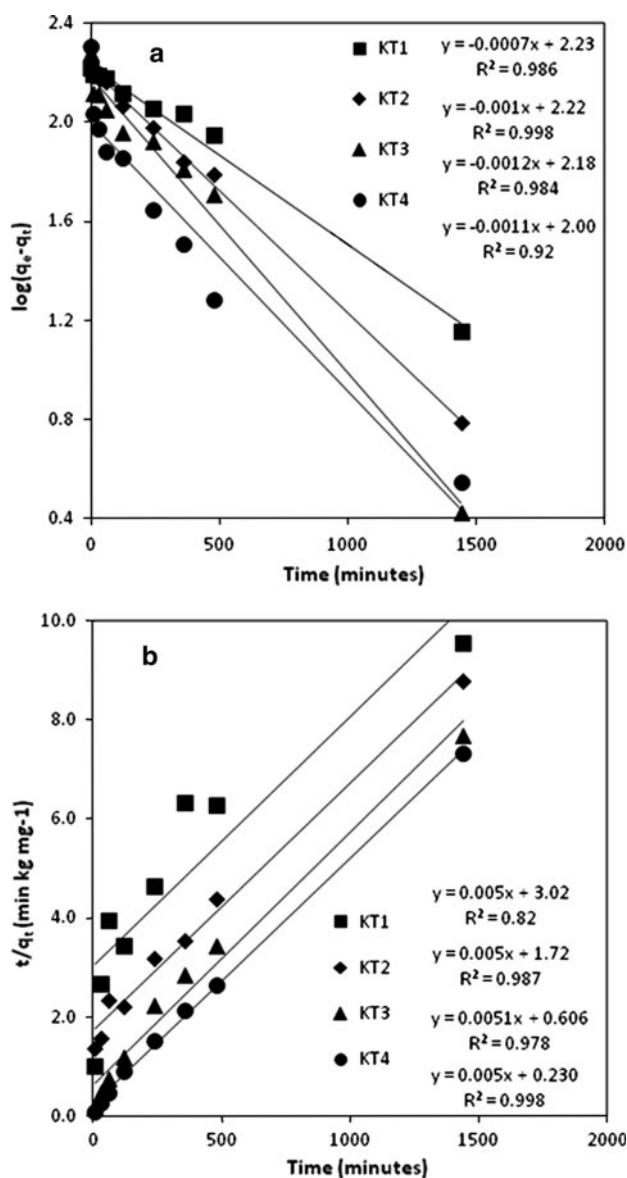 2.4
a
KT1 y = -0.0007x + 2.23
R² = 0.986
2.0
KT2 y = -0.001x + 2.22
R² = 0.998
KT3 y = -0.0012x + 2.18
R² = 0.984
1.6
KT4 y = -0.0011x + 2.00
R² = 0.92
log(qe-qt)
1.2
0.8
0.4
0 500 1000 1500 2000
Time (minutes)
10.0
b
8.0
6.0
t/qt (min kg mg-1)
KT1 y = 0.005x + 3.02
R² = 0.82
4.0
KT2 y = 0.005x + 1.72
R² = 0.987
KT3 y = 0.0051x + 0.606
R² = 0.978
2.0
KT4 y = 0.005x + 0.230
R² = 0.998
0.0
0 500 1000 1500 2000
Time (minutes)